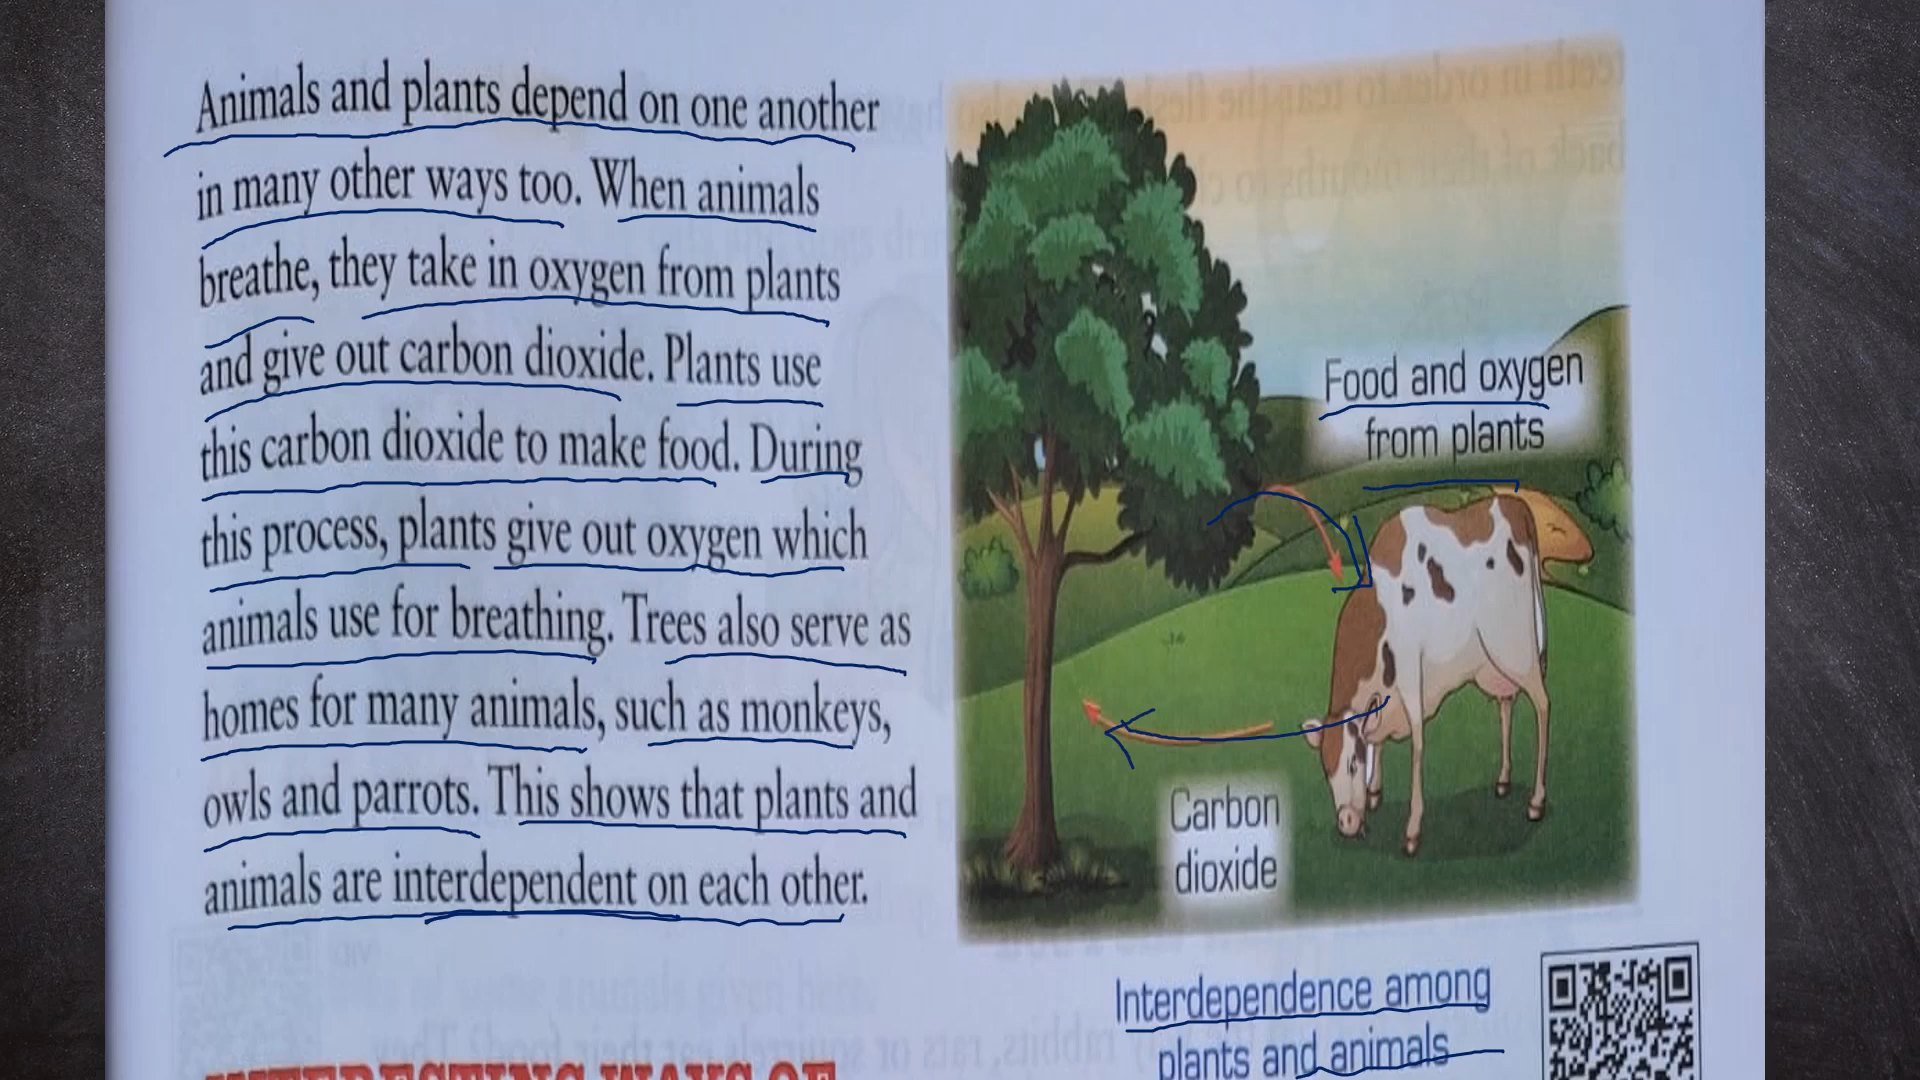 Animals and plants depend on one another
in many other ways too. When animals
breathe, they take in oxygen from plants
and give out carbon dioxide. Plants use
this carbon dioxide to make food. During
this process, plants give out oxygen which
animals use for breathing. Trees also serve as
homes for many animals, such as monkeys,
owls and parrots. This shows that plants and
animals are interdependent on each other.
Food and oxygen
from plants
Carbon
dioxide
Interdependence among
plants and animals
INTERESTING WAYS OF